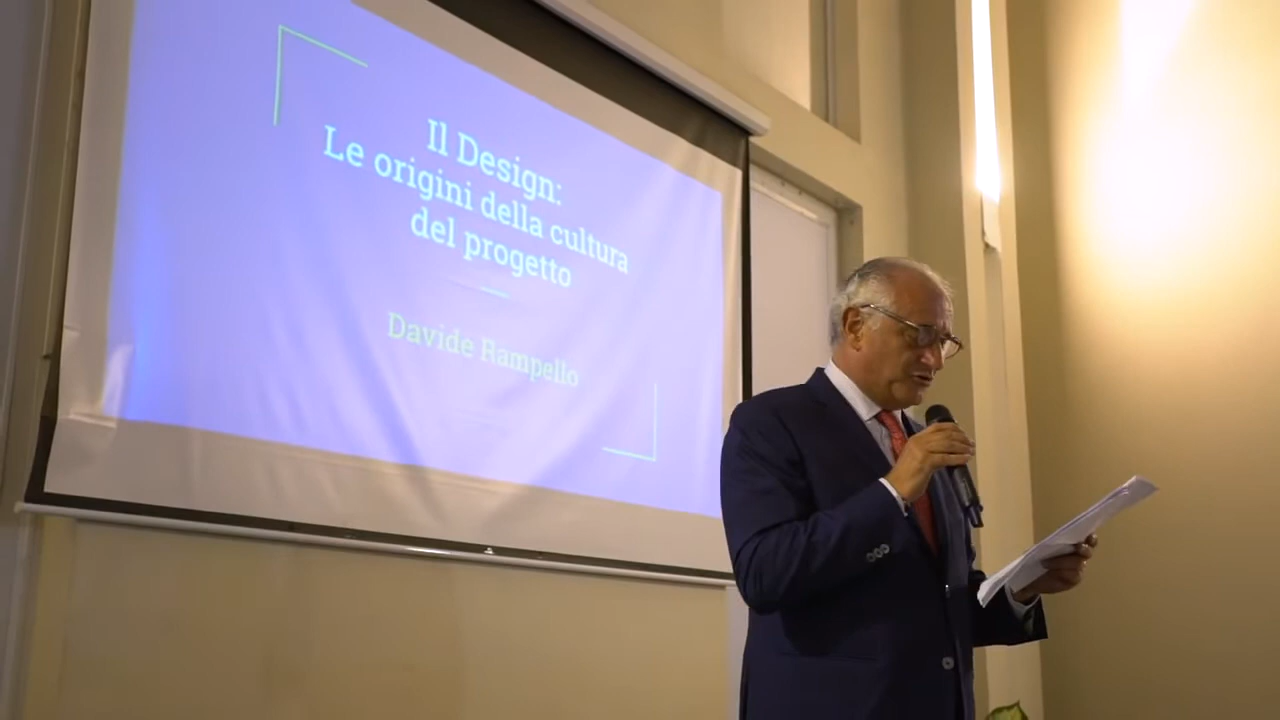 Il Design:
Le origini della cultura
del progetto
Davide Rampello